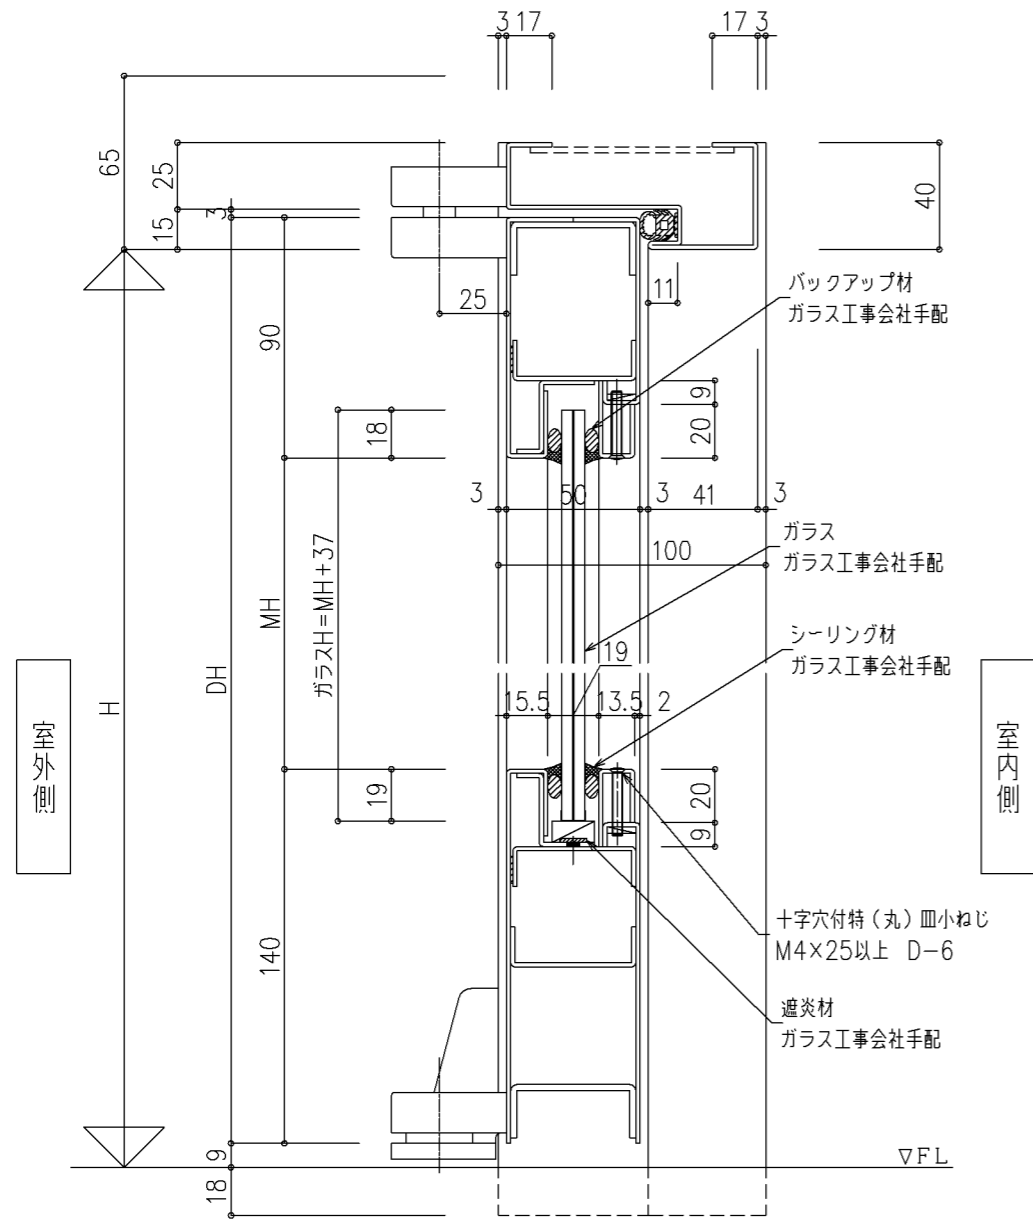 3 17
17 3
65
25
3
15
40
25
11
バックアップ材
ガラス工事会社手配
90
9
20
18
3
50
3
41
3
100
ガラス
ガラス工事会社手配
ガラスH=MH+37
MH
DH
H
シーリング材
ガラス工事会社手配
19
15.5
13.5
2
室外側
室内側
19
20
9
140
十字穴付特(丸)皿小ねじ
M4×25以上 D-6
遮炎材
ガラス工事会社手配
9
▽FL
18